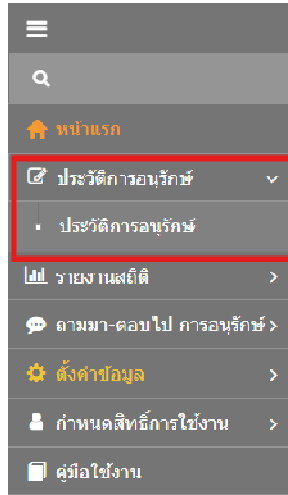 หน้าแรก
ประวัติการอนุรักษ์
ประวัติการอนุรักษ์
รายงานสถิติ
ถามมา-ตอบไป การอนุรักษ์
ตั้งค่าข้อมูล
กำหนดสิทธิ์การใช้งาน
คู่มือใช้งาน